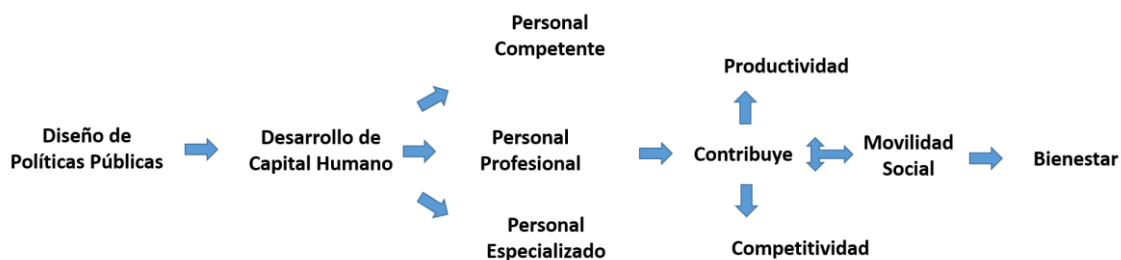 Diseño de
Políticas Públicas
Desarrollo de
Capital Humano
Personal
Competente
Personal
Profesional
Personal
Especializado
Productividad
Contribuye
Competitividad
Movilidad
Social
Bienestar